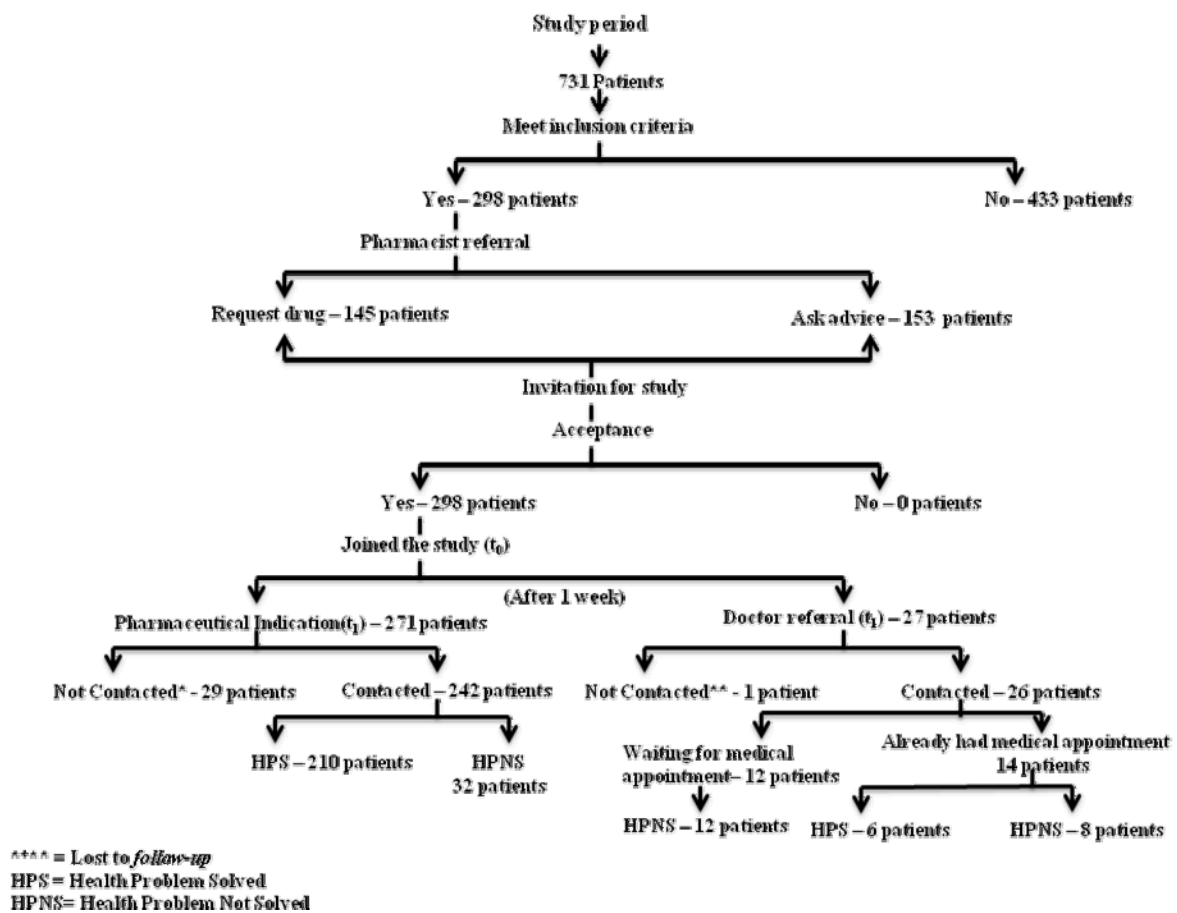 Study period
731 Patients
Meet inclusion criteria
Yes – 298 patients
No – 433 patients
Pharmacist referral
Request drug – 145 patients
Ask advice – 153 patients
Invitation for study
Acceptance
Yes – 298 patients
No – 0 patients
Joined the study (t₀)
(After 1 week)
Pharmaceutical Indication(t₁) – 271 patients
Doctor referral (t₁) – 27 patients
Not Contacted* - 29 patients
Contacted – 242 patients
Not Contacted** - 1 patient
Contacted – 26 patients
HPS – 210 patients
HPNS
32 patients
Waiting for medical
appointment– 12 patients
Already had medical appointment
14 patients
HPNS – 12 patients
HPS – 6 patients
HPNS – 8 patients
*+** = Lost to follow-up
HPS = Health Problem Solved
HPNS= Health Problem Not Solved